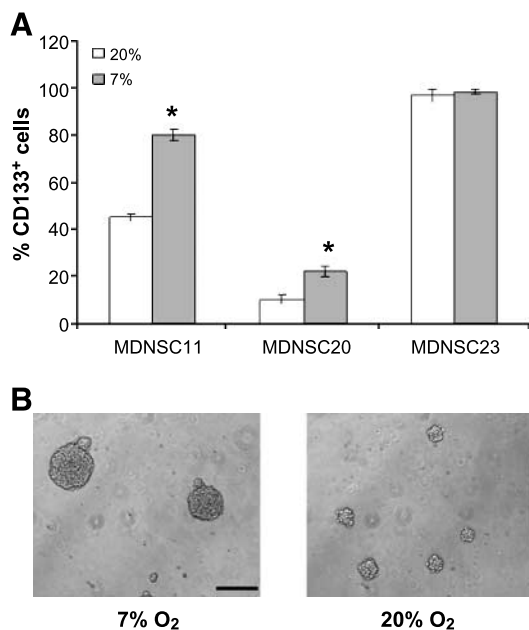 A
120
100
80
60
40
20
0
% CD133+ cells
20%
7%
*
*
MDNSC11 MDNSC20 MDNSC23
B
7% O2 20% O2